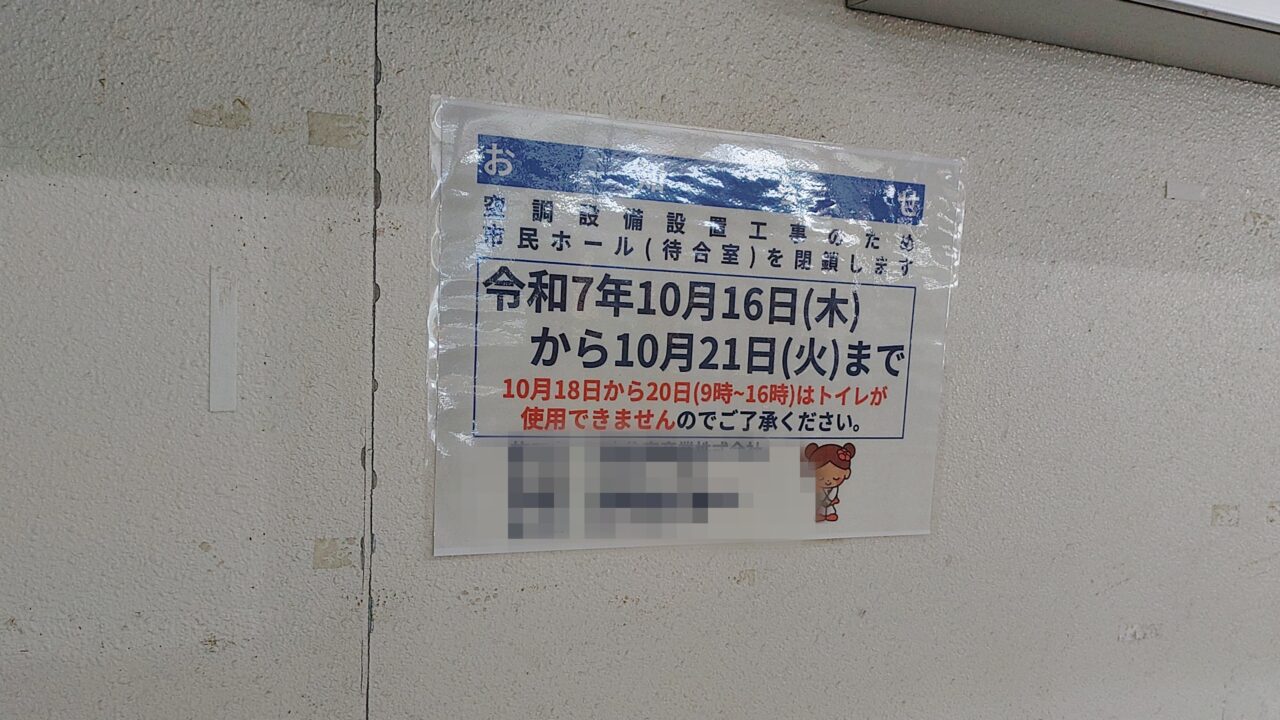 お知らせ
空調設備設置工事のため
市民ホール(待合室)を閉鎖します
令和7年10月16日(木)
から10月21日(火)まで
10月18日から20日(9時~16時)はトイレが
使用できませんのでご了承ください。